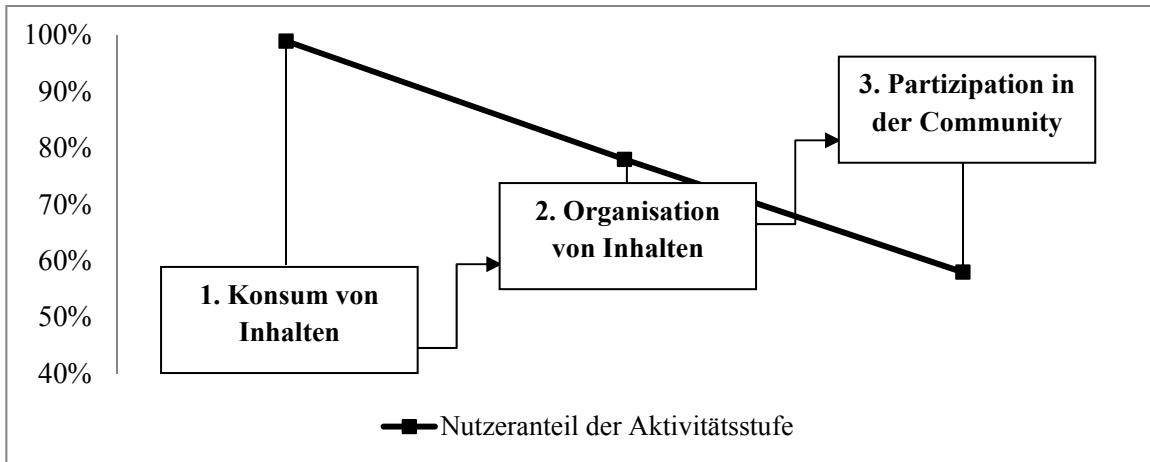 100%
90%
80%
70%
60%
50%
40%
1. Konsum von
Inhalten
2. Organisation
von Inhalten
3. Partizipation in
der Community
Nutzeranteil der Aktivitätsstufe